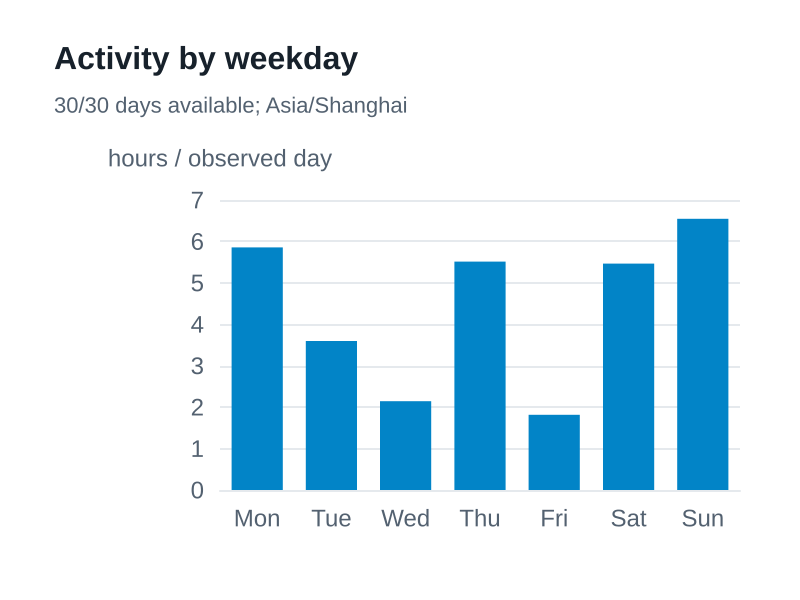 Activity by weekday
30/30 days available; Asia/Shanghai
hours / observed day
7
6
5
4
3
2
1
0
Mon Tue Wed Thu Fri Sat Sun